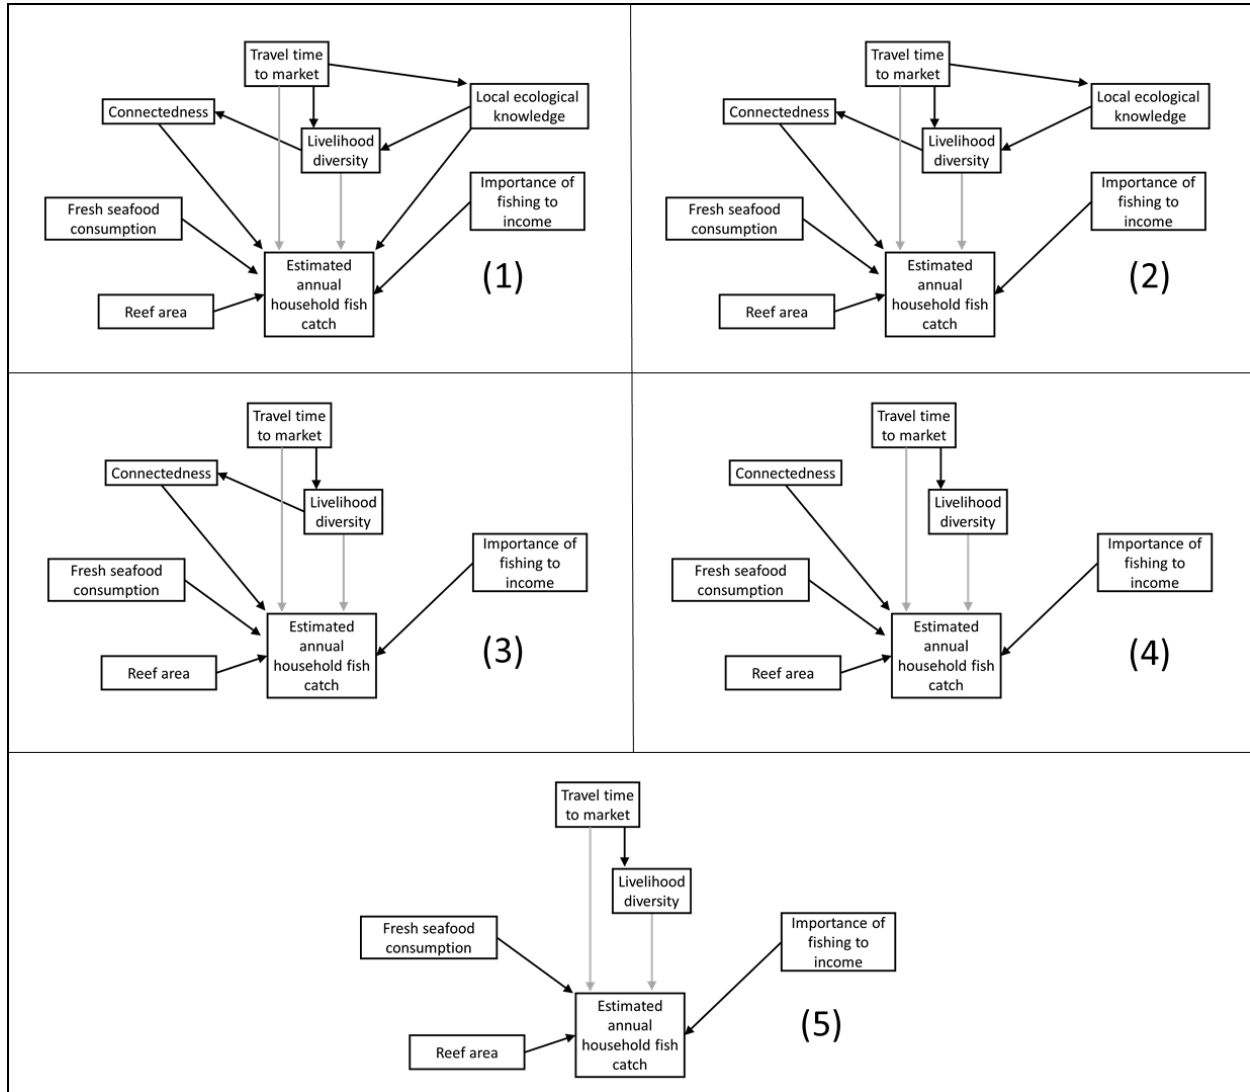 Travel time
to market
Connectedness
Local ecological
knowledge
Livelihood
diversity
Importance of
fishing to
income
Fresh seafood
consumption
Estimated
annual
household fish
catch
Reef area
(1)
Travel time
to market
Connectedness
Local ecological
knowledge
Livelihood
diversity
Importance of
fishing to
income
Fresh seafood
consumption
Estimated
annual
household fish
catch
Reef area
(2)
Travel time
to market
Connectedness
Livelihood
diversity
Importance of
fishing to
income
Fresh seafood
consumption
Estimated
annual
household fish
catch
Reef area
(3)
Travel time
to market
Connectedness
Livelihood
diversity
Importance of
fishing to
income
Fresh seafood
consumption
Estimated
annual
household fish
catch
Reef area
(4)
Travel time
to market
Livelihood
diversity
Fresh seafood
consumption
Importance of
fishing to
income
Estimated
annual
household fish
catch
Reef area
(5)